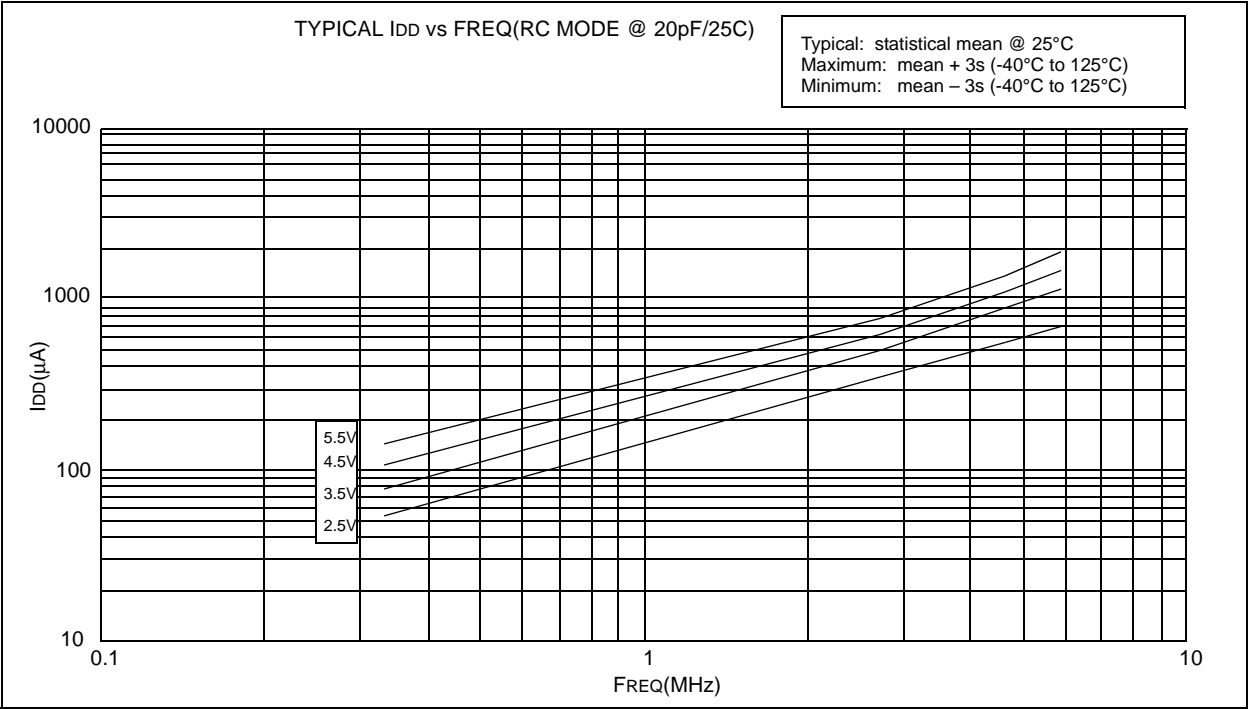 TYPICAL IDD vs FREQ(RC MODE @ 20pF/25C)
Typical: statistical mean @ 25°C
Maximum: mean + 3s (-40°C to 125°C)
Minimum: mean – 3s (-40°C to 125°C)
10000
1000
IDD(µA)
5.5V
4.5V
100
3.5V
2.5V
10
0.1
1
10
FREQ(MHz)